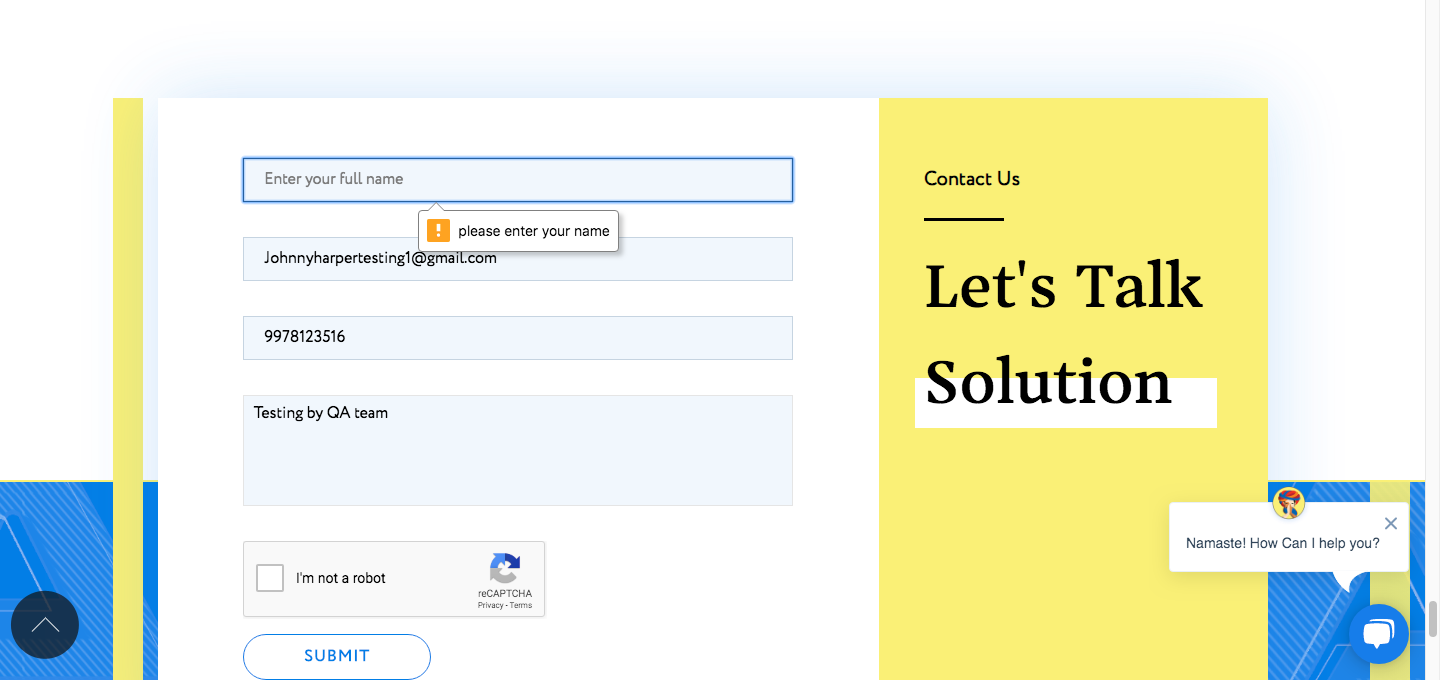 Enter your full name
please enter your name
Johnnyharpertesting1@gmail.com
9978123516
Testing by QA team
I'm not a robot
reCAPTCHA
Privacy - Terms
SUBMIT
Contact Us
Let's Talk
Solution
Namaste! How Can I help you?